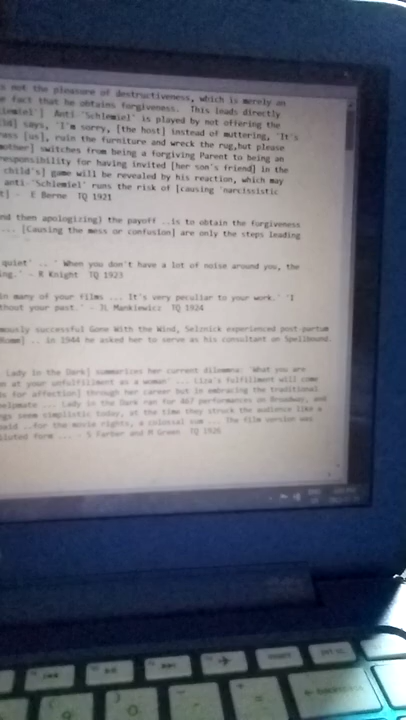 s not the pleasure of destructiveness, which is merely an
e fact that he obtains forgiveness. This leads directly
lemiel'] Anti-'Schlemiel' is played by not offering the
ld] says, 'I'm sorry, [the host] instead of muttering, 'It's
rass [us], ruin the furniture and wreck the rug,but please
mother] switches from being a forgiving Parent to being an
responsibility for having invited [her son's friend] in the
child's] game will be revealed by his reaction, which may
anti-'Schlemiel' runs the risk of [causing 'narcissistic
t] - E Berne TQ 1921
nd then apologizing] the payoff ..is to obtain the forgiveness
... [Causing the mess or confusion] are only the steps leading
quiet' .. ' When you don't have a lot of noise around you, the
ing.' - R Knight TQ 1923
in many of your films ... It's very peculiar to your work.' 'I
thout your past.' - JL Mankiewicz TQ 1924
mously successful Gone With the Wind, Selznick experienced post-partum
.. in 1944 he asked her to serve as his consultant on Spellbound.
Lady in the Dark] summarizes her current dilemma: 'What you are
at your unfulfillment as a woman' ... Liza's fulfillment will come
for affection] through her career but in embracing the traditional
helpmate ... Lady in the Dark ran for 467 performances on Broadway, and
ngs seem simplistic today, at the time they struck the audience like a
..for the movie rights, a colossal sum ... The film version was
diluted form ... - S Farber and M Green TQ 1926
ENG
backspace